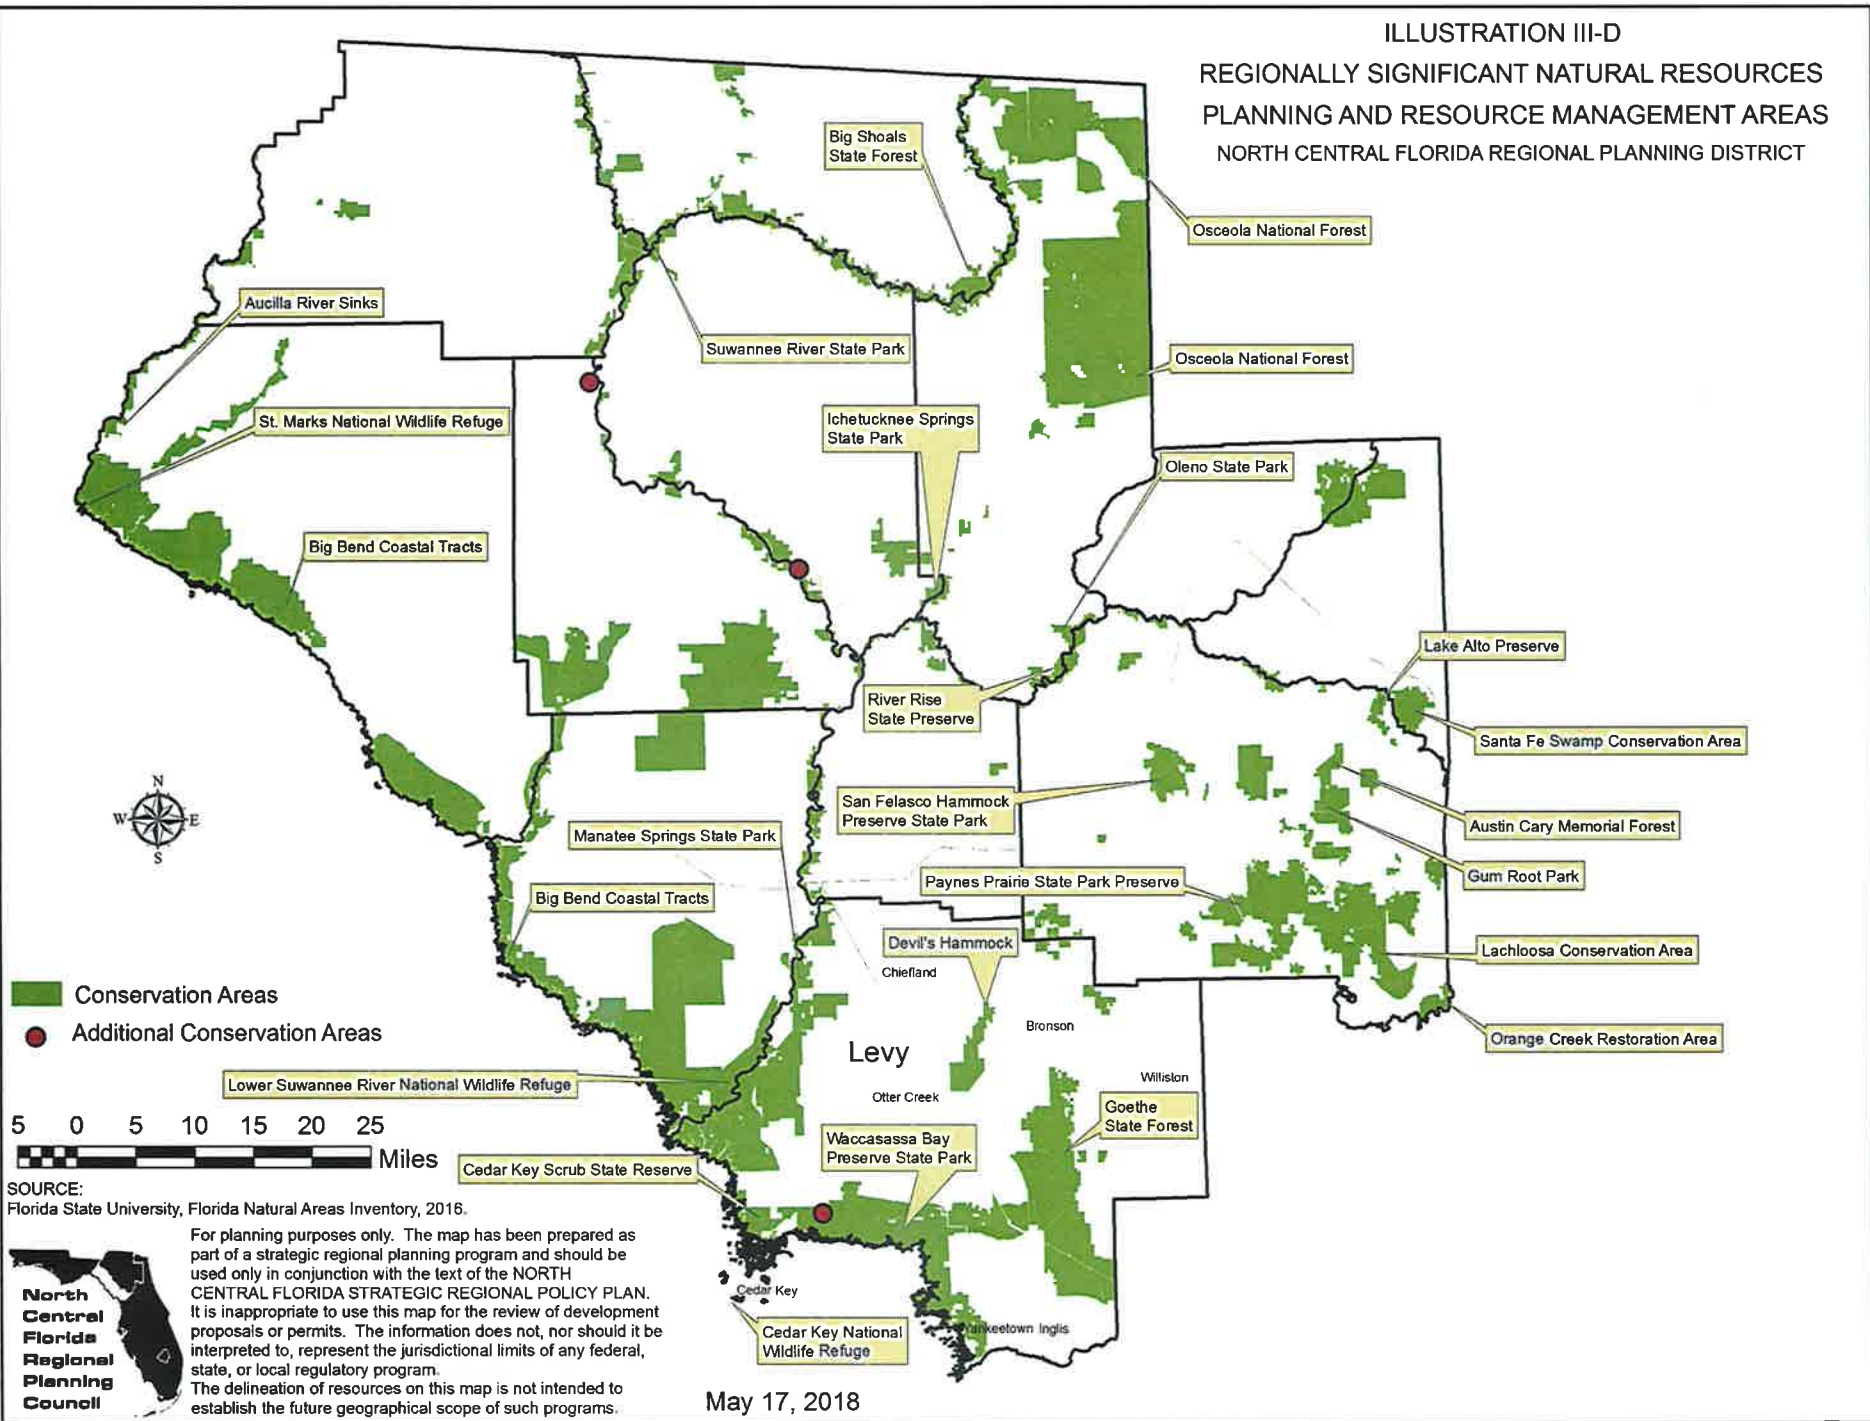 ILLUSTRATION III-D
REGIONALLY SIGNIFICANT NATURAL RESOURCES
PLANNING AND RESOURCE MANAGEMENT AREAS
NORTH CENTRAL FLORIDA REGIONAL PLANNING DISTRICT
Big Shoals
State Forest
Osceola National Forest
Aucilla River Sinks
Suwannee River State Park
Osceola National Forest
St. Marks National Wildlife Refuge
Ichetucknee Springs
State Park
Oleno State Park
Big Bend Coastal Tracts
Lake Alto Preserve
River Rise
State Preserve
Santa Fe Swamp Conservation Area
N
W
E
S
San Felasco Hammock
Preserve State Park
Manatee Springs State Park
Austin Cary Memorial Forest
Gum Root Park
Paynes Prairie State Park Preserve
Big Bend Coastal Tracts
Devil's Hammock
Chiefland
Lachloosa Conservation Area
Conservation Areas
Additional Conservation Areas
Bronson
Orange Creek Restoration Area
Levy
Williston
Lower Suwannee River National Wildlife Refuge
Otter Creek
Goethe
State Forest
5 0 5 10 15 20 25
Miles
Waccasassa Bay
Preserve State Park
Cedar Key Scrub State Reserve
SOURCE:
Florida State University, Florida Natural Areas Inventory, 2016.
For planning purposes only. The map has been prepared as
part of a strategic regional planning program and should be
used only in conjunction with the text of the NORTH
CENTRAL FLORIDA STRATEGIC REGIONAL POLICY PLAN.
It is inappropriate to use this map for the review of development
proposals or permits. The information does not, nor should it be
interpreted to, represent the jurisdictional limits of any federal,
state, or local regulatory program.
The delineation of resources on this map is not intended to
establish the future geographical scope of such programs.
North
Central
Florida
Regional
Planning
Council
Cedar Key
Cedar Key National
Wildlife Refuge
Yankeetown Inglis
May 17, 2018